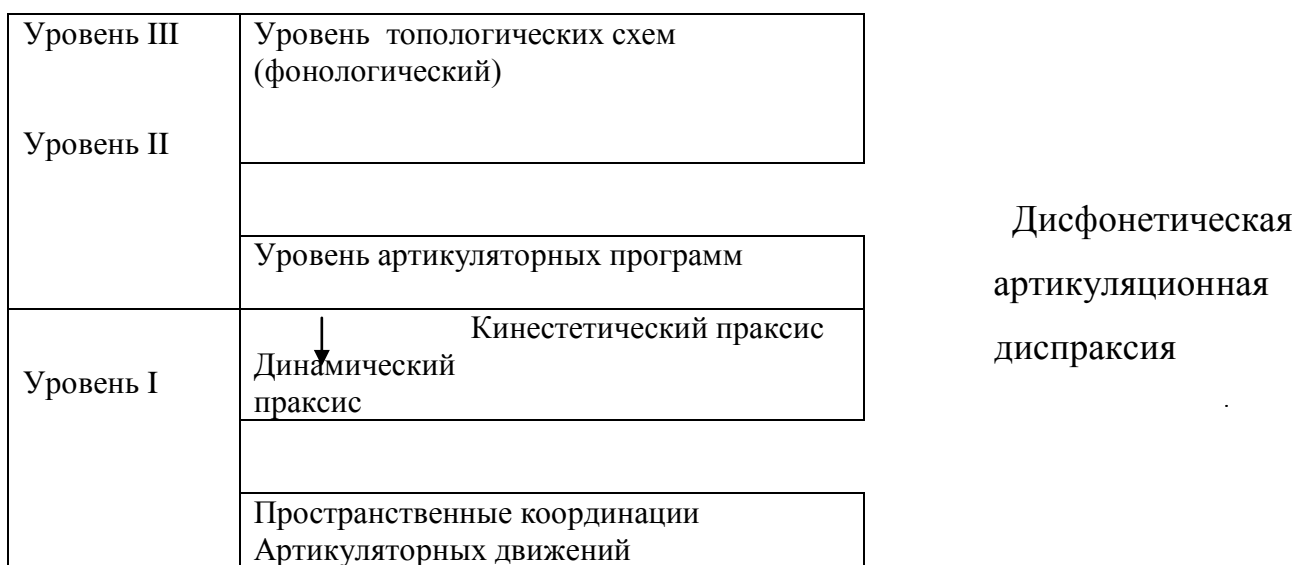 Уровень III
Уровень топологических схем
(фонологический)
Уровень II
Уровень артикуляторных программ
Кинестетический праксис
Динамический
праксис
Уровень I
Пространственные координации
Артикуляторных движений
Дисфонетическая
артикуляционная
диспраксия
.